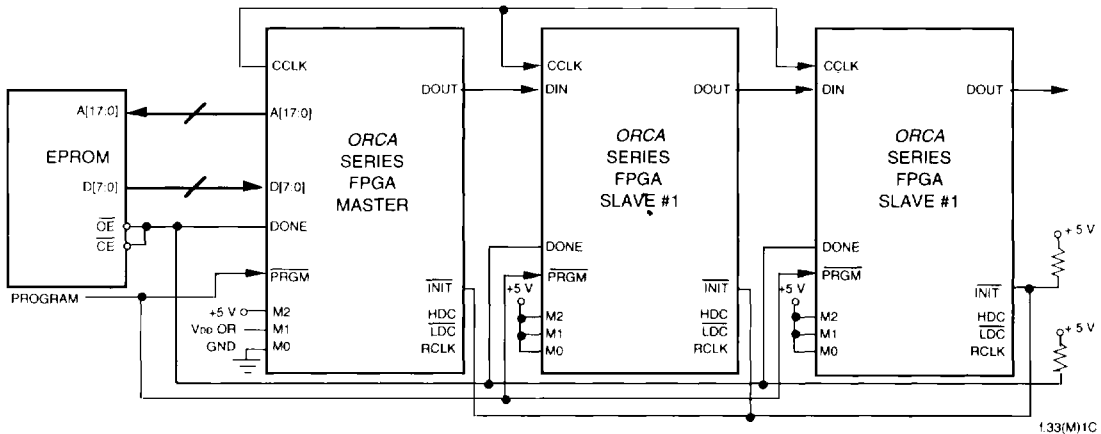 EPROM
A[17:0]
D[7:0]
OE
CE
PROGRAM
CCLK
DOUT
A[17:0]
D[7:0]
DONE
PRGM
+5 V
M2
VDD OR
M1
GND
M0
INIT
HDC
LDC
RCLK
ORCA
SERIES
FPGA
MASTER
CCLK
DIN
DOUT
ORCA
SERIES
FPGA
SLAVE #1
DONE
PRGM
+5 V
M2
M1
M0
INIT
HDC
LDC
RCLK
CCLK
DIN
DOUT
ORCA
SERIES
FPGA
SLAVE #1
DONE
PRGM
+5 V
M2
M1
M0
INIT
HDC
LDC
RCLK
+ 5 V
+ 5 V
f.33(M)1C